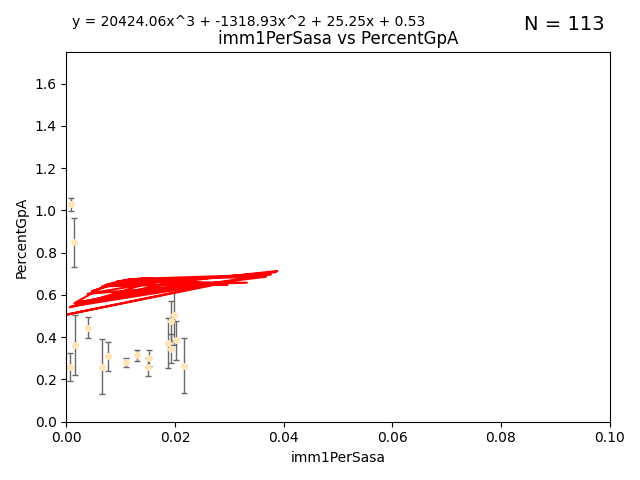 y = 20424.06x^3 + -1318.93x^2 + 25.25x + 0.53
N = 113
imm1PerSasa vs PercentGpA
1.6
1.4
1.2
1.0
0.8
0.6
0.4
0.2
0.0
PercentGpA
0.00 0.02 0.04 0.06 0.08 0.10
imm1PerSasa